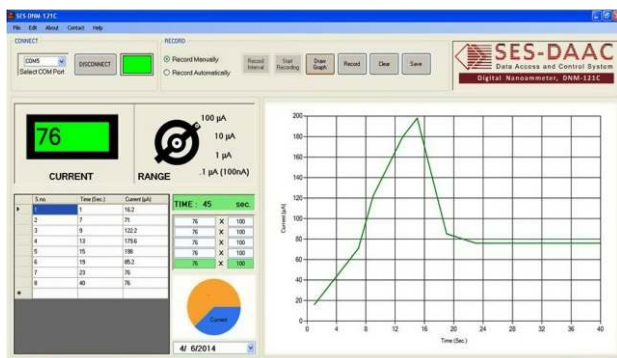 SES DNM-121C
File Edit About Contact Help
CONNECT
COM5
Select COM Port
DISCONNECT
RECORD
Record Manually
Record Automatically
Record Interval
Start Recording
Draw Graph
Record
Clear
Save
SES-DAAC
Data Access and Control System
Digital Nanoammeter, DNM-121C
76
CURRENT
100 µA
10 µA
1 µA
.1 µA (100nA)
RANGE
S.no Time (Sec.) Current (µA)
1 1 16.2
2 7 71
3 9 122.2
4 13 179.6
5 15 198
6 19 85.2
7 23 76
8 40 76
TIME : 45 sec.
76 X 100
76 X 100
76 X 100
76 X 100
76 X 100
Current
4/ 6/2014
200
180
160
140
120
100
80
60
40
20
0
Current (µA)
0 4 8 12 16 20 24 28 32 36 40
Time (Sec.)